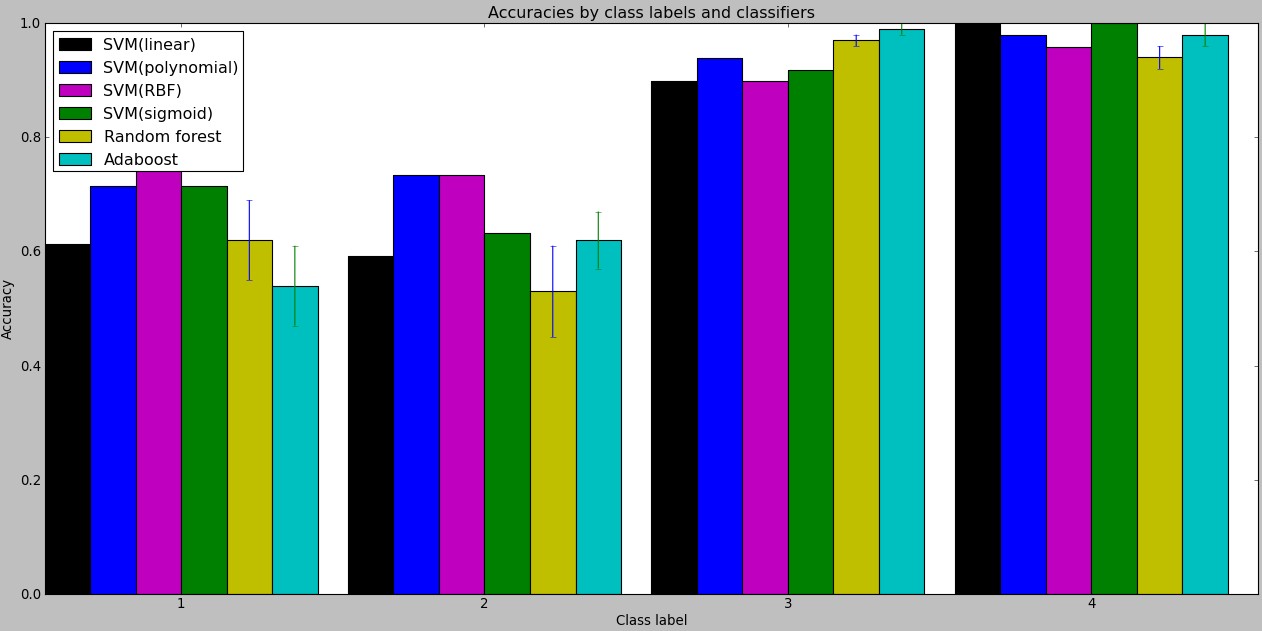 Accuracies by class labels and classifiers
1.0
0.8
0.6
0.4
0.2
0.0
Accuracy
SVM(linear)
SVM(polynomial)
SVM(RBF)
SVM(sigmoid)
Random forest
Adaboost
1 2 3 4
Class label